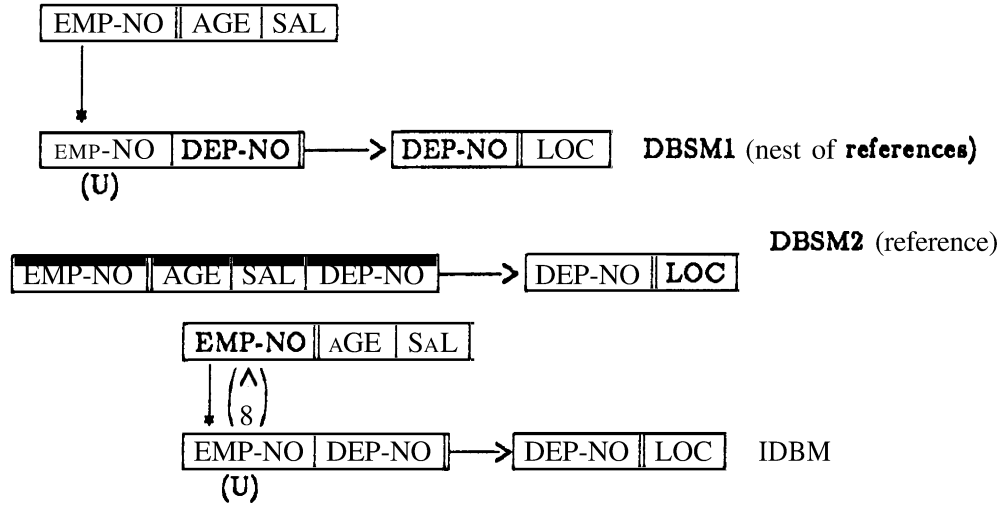 EMP-NO AGE SAL
EMP-NO DEP-NO DEP-NO LOC DBSM1 (nest of references)
(U)
DBSM2 (reference)
EMP-NO AGE SAL DEP-NO DEP-NO LOC
EMP-NO AGE SAL
8
EMP-NO DEP-NO DEP-NO LOC IDBM
(U)